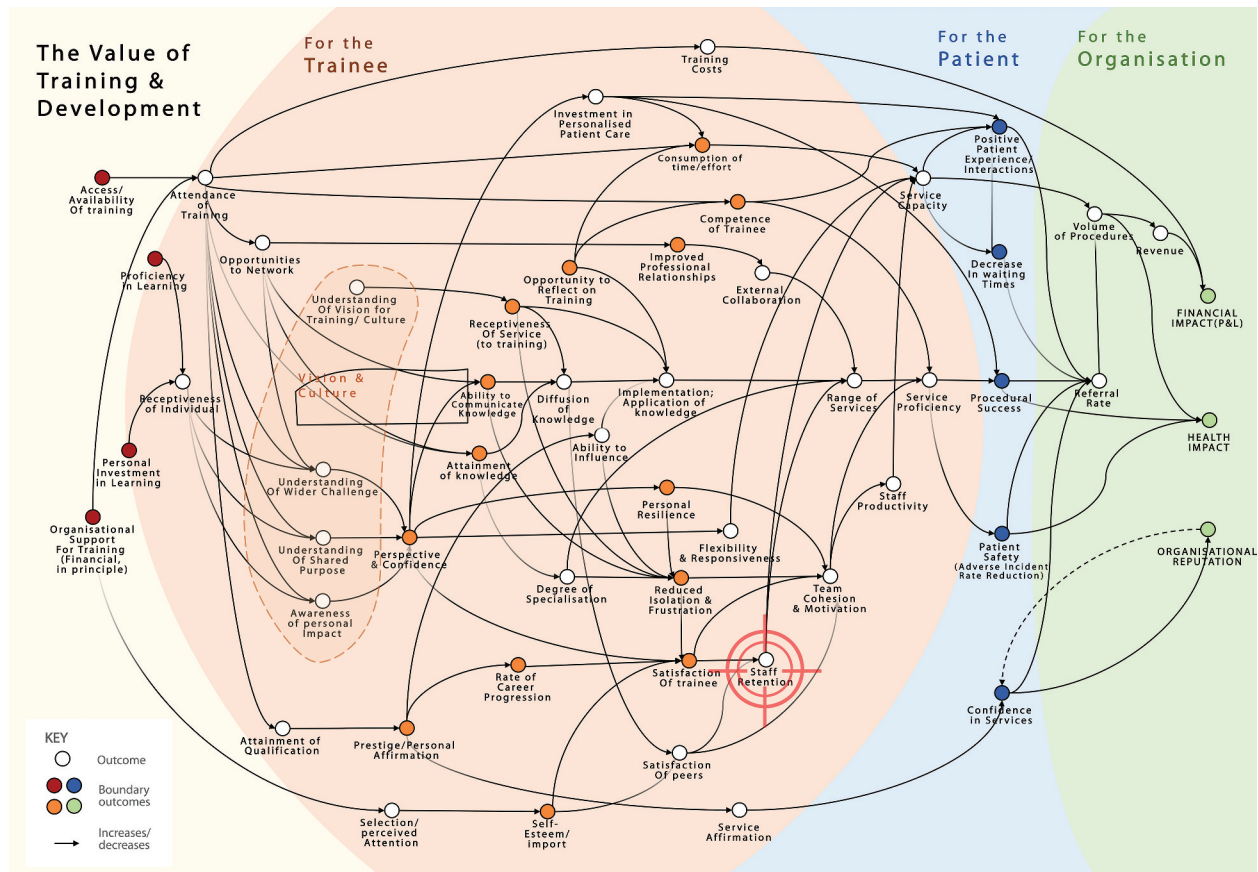 The Value of
Training &
Development
For the
Trainee
For the
Patient
For the
Organisation
Training
Costs
Investment in
Personalised
Patient Care
Consumption of
time/effort
Positive
Patient
Experience/
Interactions
Access/
Availability
Of training
Attendance
of
Training
Service
Capacity
Competence
of Trainee
Volume
of Procedures
Revenue
Opportunities
to Network
Improved
Professional
Relationships
Proficiency
in Learning
Decrease
In waiting
Times
Opportunity to
Reflect on
Training
External
Collaboration
Understanding
Of Vision for
Training/ Culture
FINANCIAL
IMPACT(P&L)
Receptiveness
Of Service
(to training)
Vision &
Culture
Receptiveness
of Individual
Ability to
Communicate
Knowledge
Diffusion
of
Knowledge
Implementation;
Application of
knowledge
Range of
Services
Service
Proficiency
Procedural
Success
Referral
Rate
HEALTH
IMPACT
Ability to
Influence
Personal
Investment
in Learning
Attainment
of knowledge
Understanding
Of Wider Challenge
Staff
Productivity
Personal
Resilience
Organisational
Support
For Training
(Financial,
in principle)
Understanding
Of Shared
Purpose
Perspective
& Confidence
Flexibility
& Responsiveness
Patient
Safety
(Adverse Incident
Rate Reduction)
ORGANISATIONAL
REPUTATION
Degree of
Specialisation
Reduced
Isolation &
Frustration
Team
Cohesion
& Motivation
Awareness
of personal
Impact
Rate of
Career
Progression
Satisfaction
Of trainee
Staff
Retention
Confidence
in Services
Attainment of
Qualification
Prestige/Personal
Affirmation
Satisfaction
Of peers
Selection/
perceived
Attention
Self-
Esteem/
import
Service
Affirmation
KEY
Outcome
Boundary
outcomes
Increases/
decreases